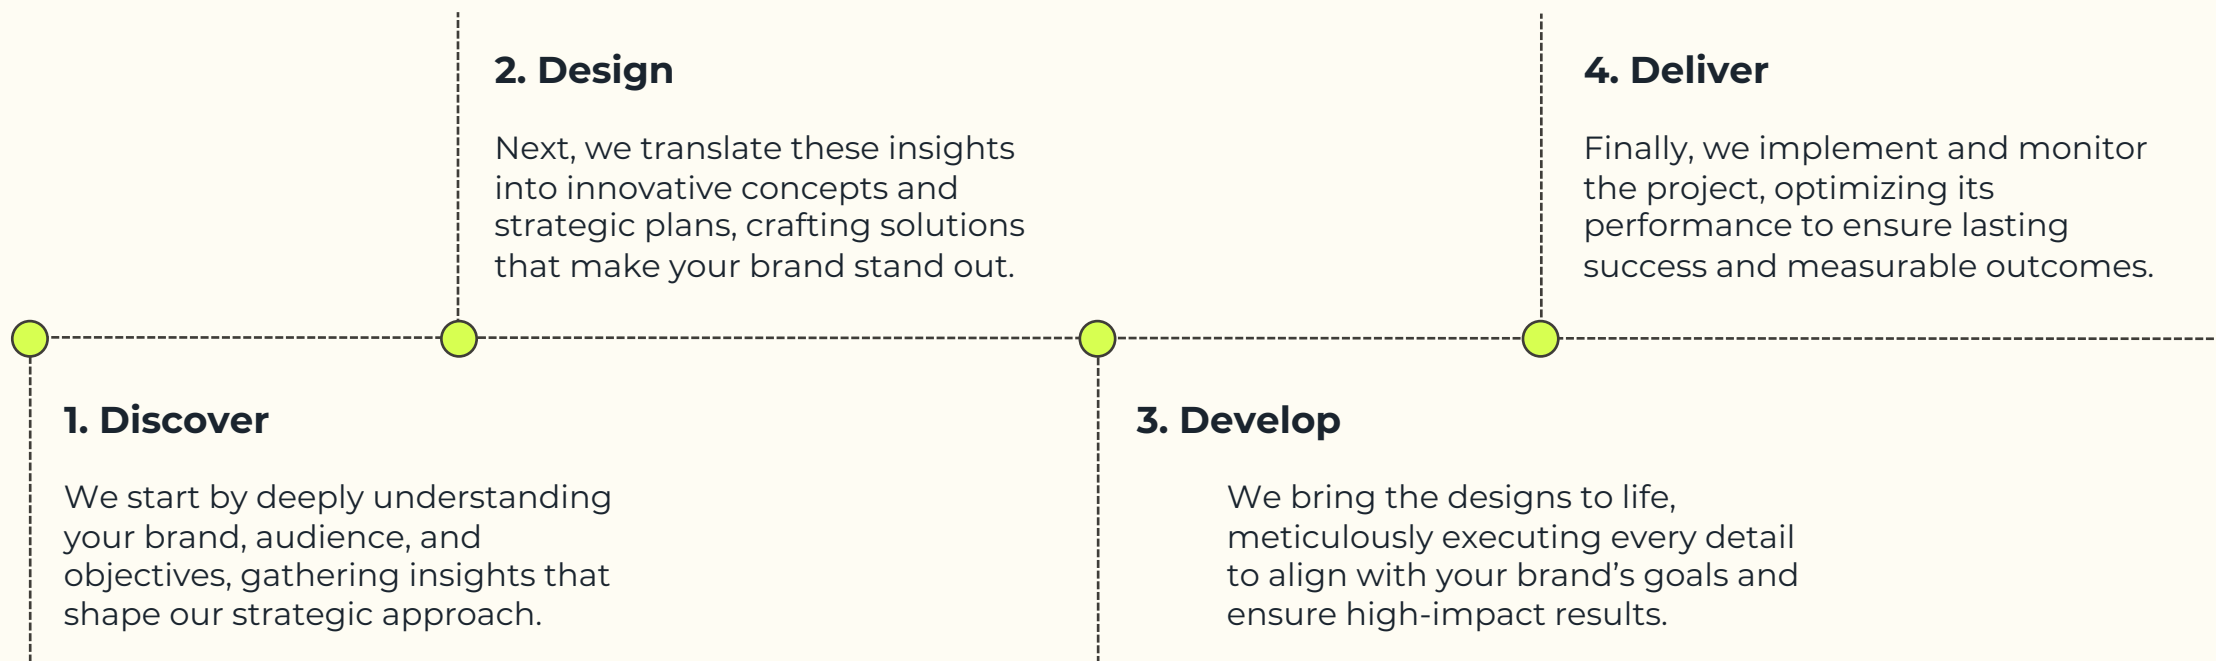 1. Discover
We start by deeply understanding
your brand, audience, and
objectives, gathering insights that
shape our strategic approach.
2. Design
Next, we translate these insights
into innovative concepts and
strategic plans, crafting solutions
that make your brand stand out.
3. Develop
We bring the designs to life,
meticulously executing every detail
to align with your brand’s goals and
ensure high-impact results.
4. Deliver
Finally, we implement and monitor
the project, optimizing its
performance to ensure lasting
success and measurable outcomes.